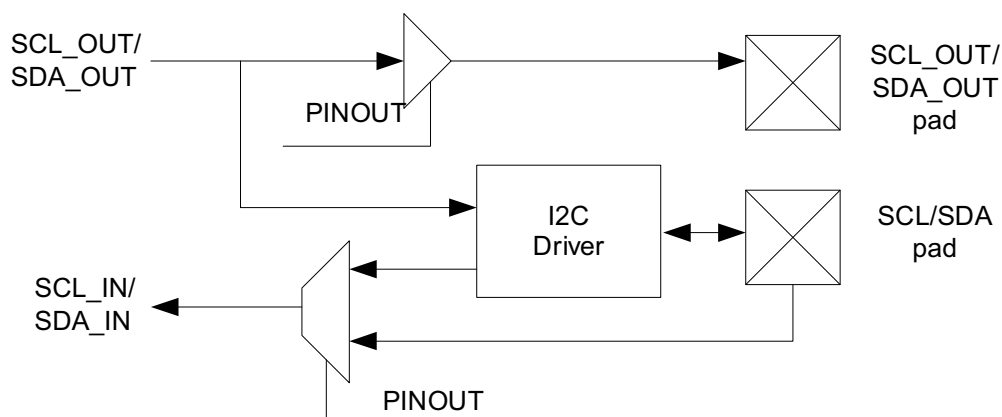 SCL_OUT/
SDA_OUT
PINOUT
SCL_OUT/
SDA_OUT
pad
I2C
Driver
SCL/SDA
pad
SCL_IN/
SDA_IN
PINOUT